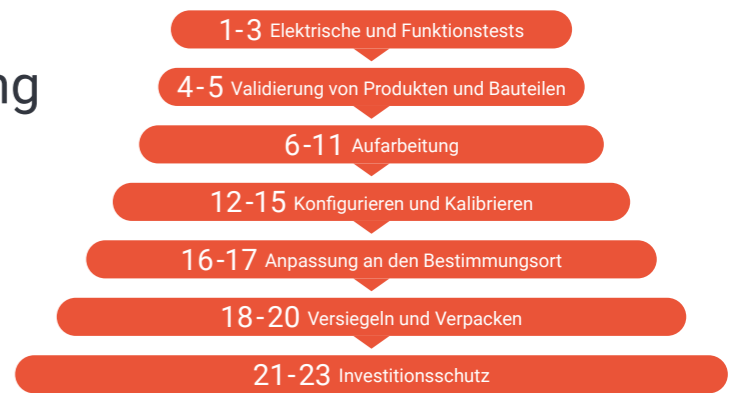 1-3 Elektrische und Funktionstests
ng
4-5 Validierung von Produkten und Bauteilen
6-11 Aufarbeitung
12-15 Konfigurieren und Kalibrieren
16-17 Anpassung an den Bestimmungsort
18-20 Versiegeln und Verpacken
21-23 Investitionsschutz